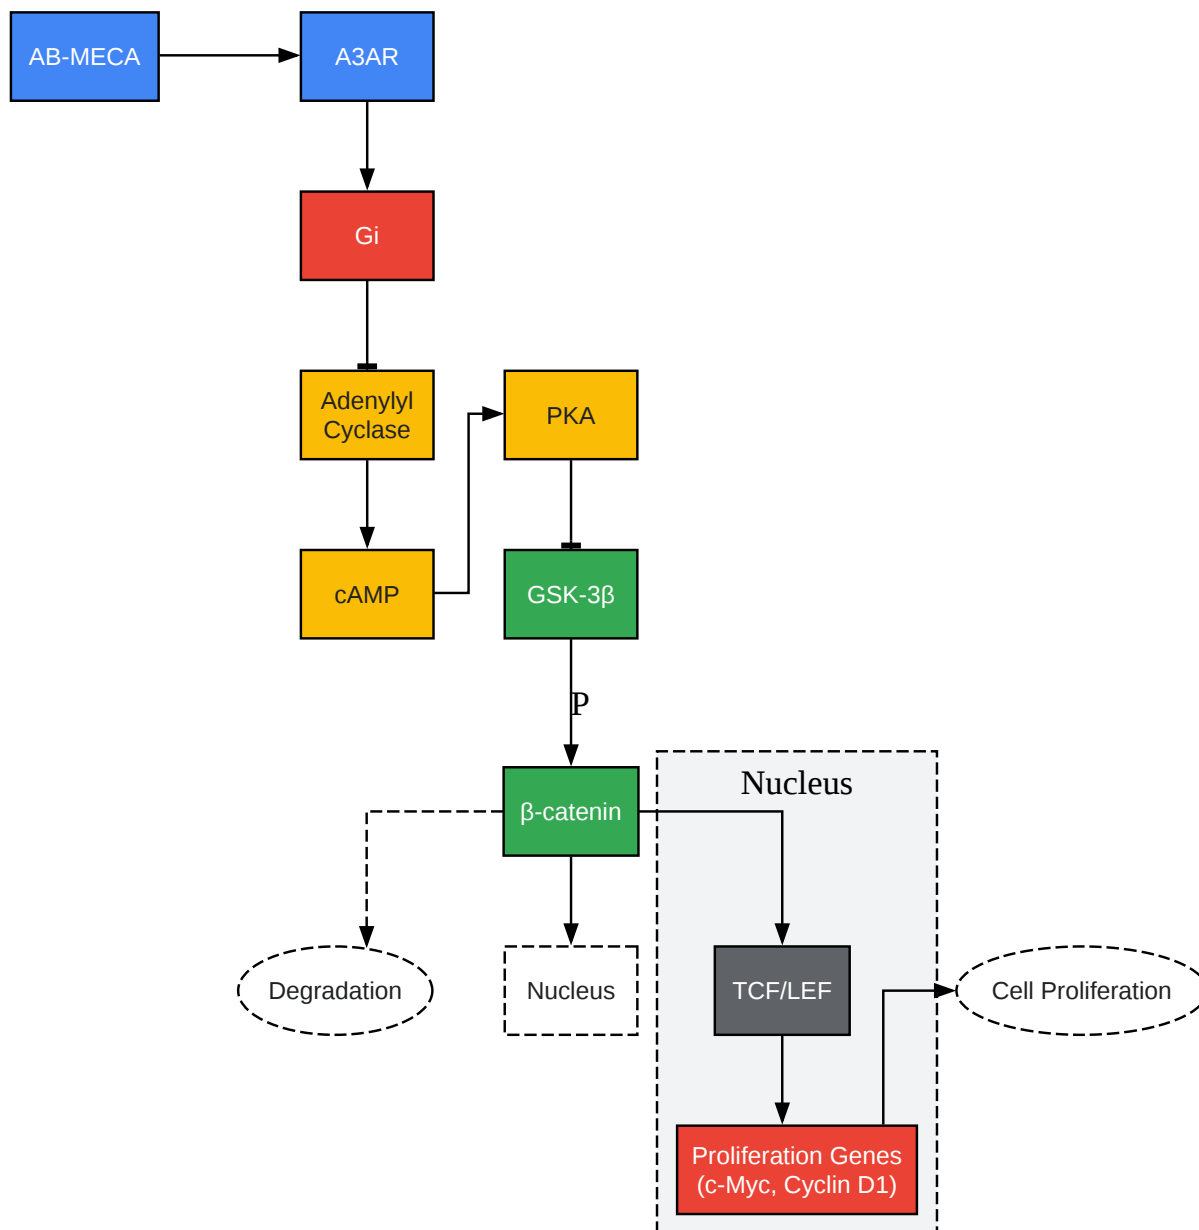 AB-MECA
A3AR
Gi
Adenylyl
Cyclase
PKA
cAMP
GSK-3β
P
Nucleus
β-catenin
Degradation
Nucleus
TCF/LEF
Cell Proliferation
Proliferation Genes
(c-Myc, Cyclin D1)